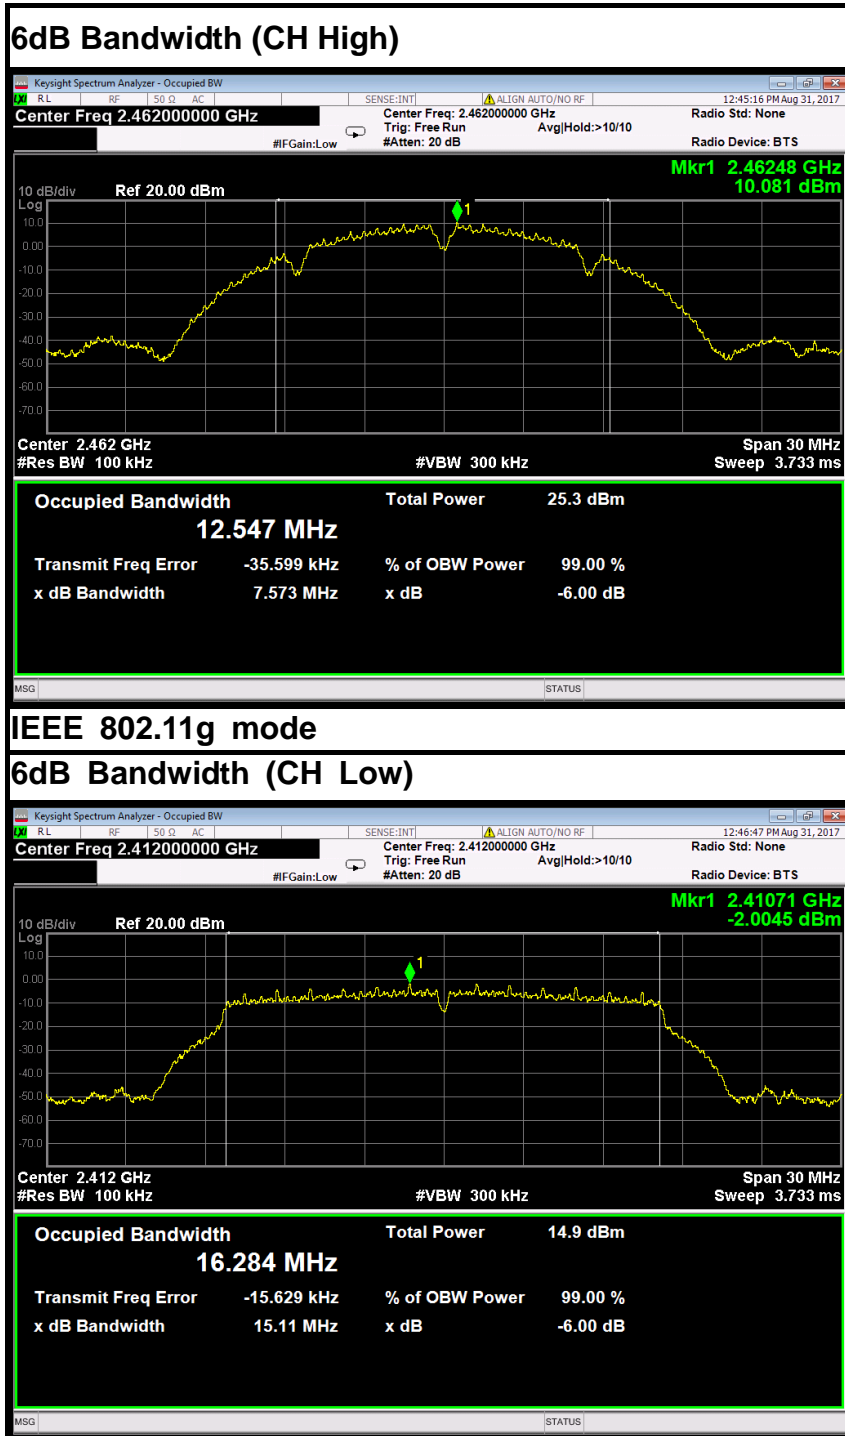 6dB Bandwidth (CH High)
Keysight Spectrum Analyzer - Occupied BW
LXI RL RF 50 Ω AC SENSE:INT ALIGN AUTO/NO RF 12:45:16 PM Aug 31, 2017
Center Freq 2.462000000 GHz Center Freq: 2.462000000 GHz Radio Std: None
Trig: Free Run Avg|Hold:>10/10
#IFGain:Low #Atten: 20 dB Radio Device: BTS
Mkr1 2.46248 GHz
10 dB/div Ref 20.00 dBm 10.081 dBm
Log
1
10.0
0.00
-10.0
-20.0
-30.0
-40.0
-50.0
-60.0
-70.0
Center 2.462 GHz Span 30 MHz
#Res BW 100 kHz #VBW 300 kHz Sweep 3.733 ms
Occupied Bandwidth Total Power 25.3 dBm
12.547 MHz
Transmit Freq Error -35.599 kHz % of OBW Power 99.00 %
x dB Bandwidth 7.573 MHz x dB -6.00 dB
MSG STATUS
IEEE 802.11g mode
6dB Bandwidth (CH Low)
Keysight Spectrum Analyzer - Occupied BW
LXI RL RF 50 Ω AC SENSE:INT ALIGN AUTO/NO RF 12:46:47 PM Aug 31, 2017
Center Freq 2.412000000 GHz Center Freq: 2.412000000 GHz Radio Std: None
Trig: Free Run Avg|Hold:>10/10
#IFGain:Low #Atten: 20 dB Radio Device: BTS
Mkr1 2.41071 GHz
10 dB/div Ref 20.00 dBm -2.0045 dBm
Log
10.0
1
0.00
-10.0
-20.0
-30.0
-40.0
-50.0
-60.0
-70.0
Center 2.412 GHz Span 30 MHz
#Res BW 100 kHz #VBW 300 kHz Sweep 3.733 ms
Occupied Bandwidth Total Power 14.9 dBm
16.284 MHz
Transmit Freq Error -15.629 kHz % of OBW Power 99.00 %
x dB Bandwidth 15.11 MHz x dB -6.00 dB
MSG STATUS